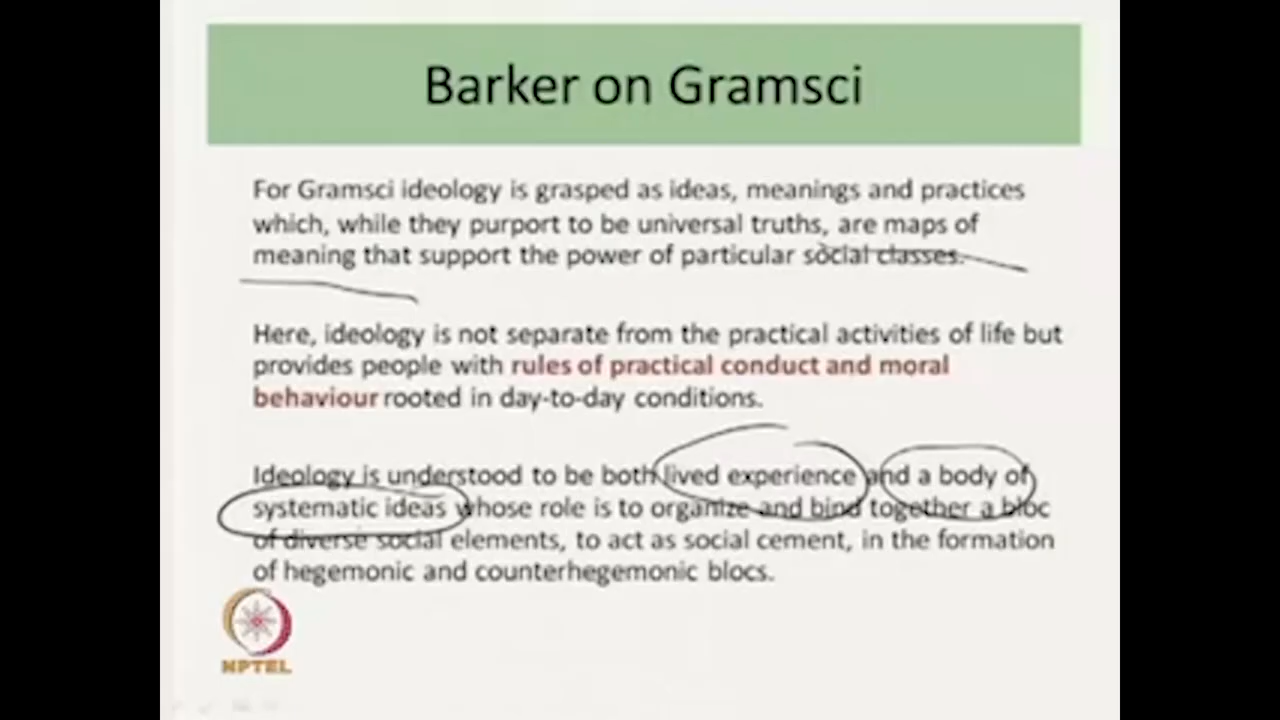 Barker on Gramsci
For Gramsci ideology is grasped as ideas, meanings and practices
which, while they purport to be universal truths, are maps of
meaning that support the power of particular social classes.
Here, ideology is not separate from the practical activities of life but
provides people with rules of practical conduct and moral
behaviour rooted in day-to-day conditions.
Ideology is understood to be both lived experience and a body of
systematic ideas whose role is to organize and bind together a bloc
of diverse social elements, to act as social cement, in the formation
of hegemonic and counterhegemonic blocs.
NPTEL